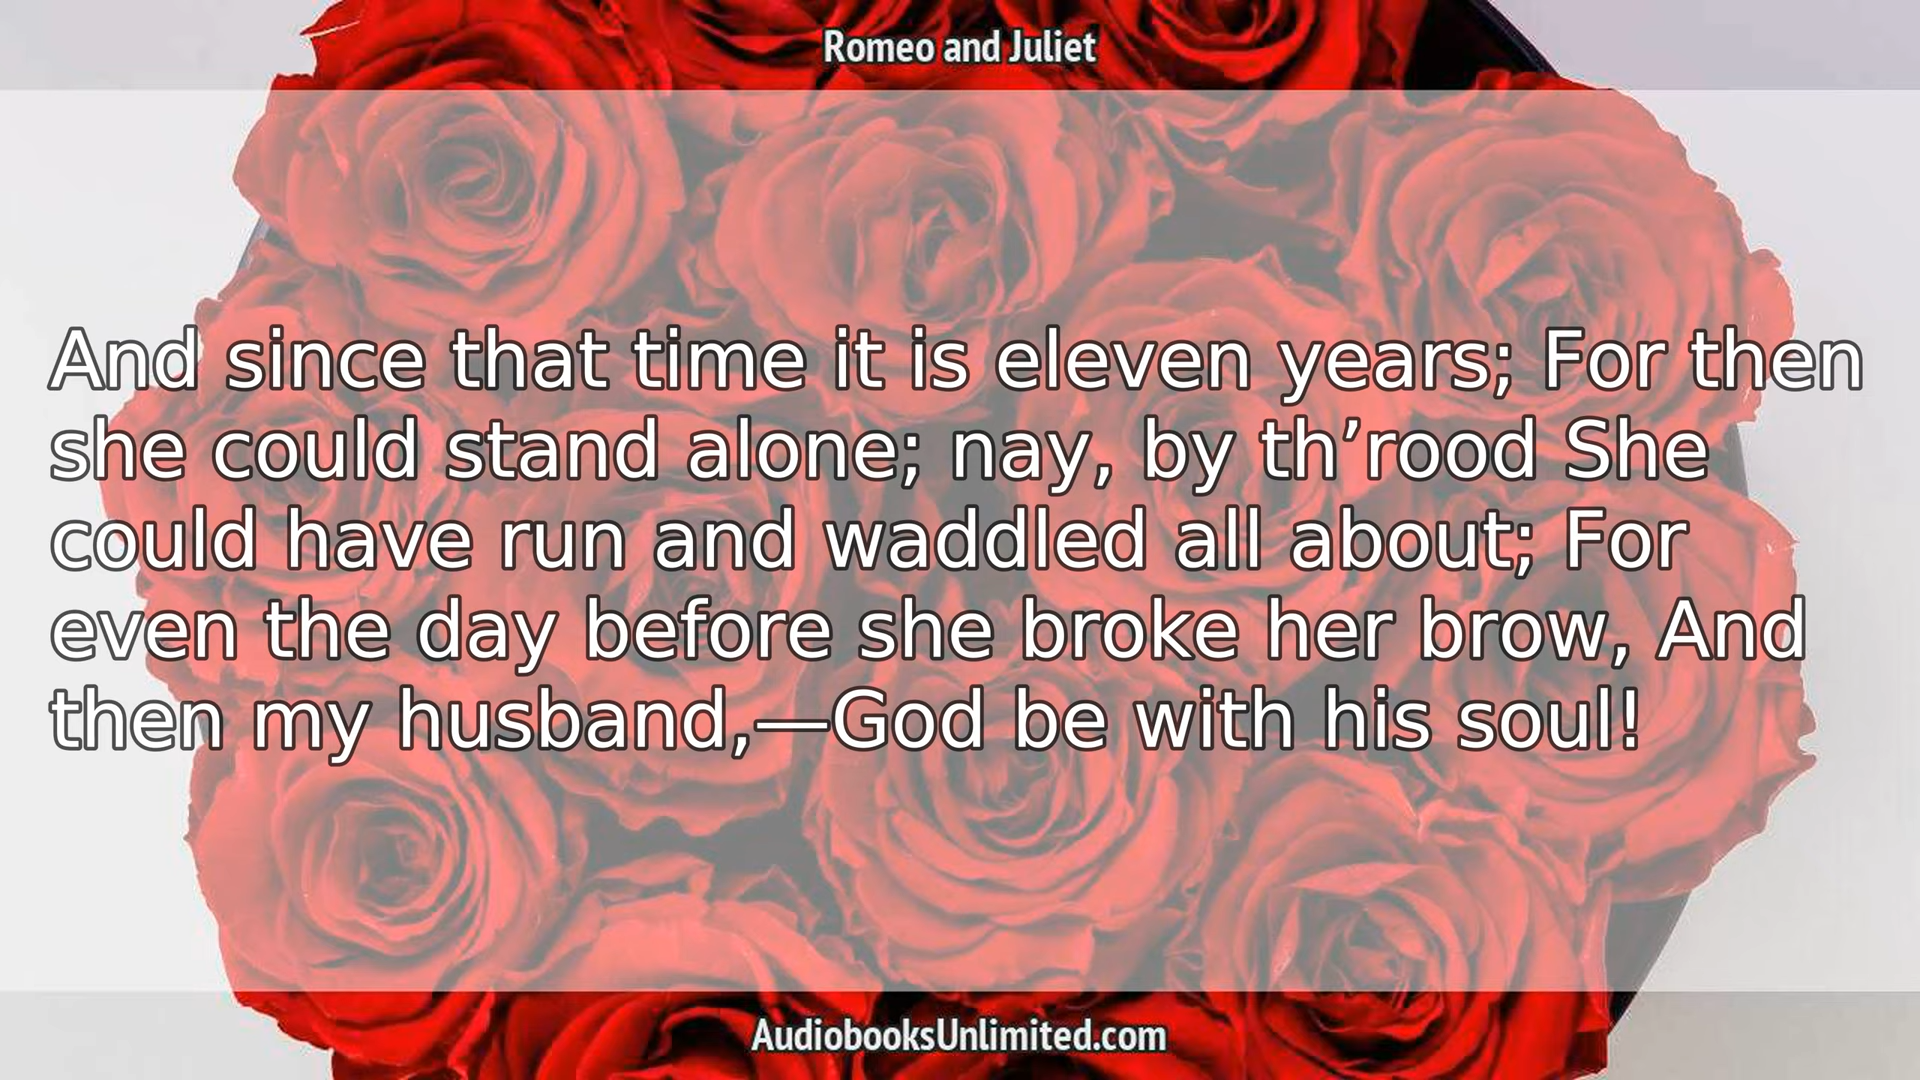 Romeo and Juliet
And since that time it is eleven years; For then
she could stand alone; nay, by th’rood She
could have run and waddled all about; For
even the day before she broke her brow, And
then my husband,—God be with his soul!
AudiobooksUnlimited.com